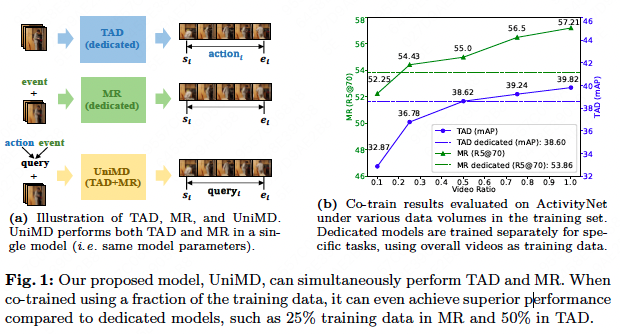 TAD
(dedicated)
action_i
s_i
e_i
event
+
MR
(dedicated)
s_i
e_i
action event
query
+
UniMD
(TAD+MR)
query_i
s_i
e_i
(a) Illustration of TAD, MR, and UniMD.
UniMD performs both TAD and MR in a sin-
gle model (i.e. same model parameters).
MR(R5@70)
58
56
54
52
50
48
46
TAD (mAP)
46
44
42
40
38
36
34
32
52.25
54.43
55.0
56.5
57.21
32.87
36.78
38.62
39.24
39.82
TAD (mAP)
TAD dedicated (mAP): 38.60
MR (R5@70)
MR dedicated (R5@70): 53.86
0.1 0.2 0.3 0.4 0.5 0.6 0.7 0.8 0.9 1.0
Video Ratio
(b) Co-train results evaluated on ActivityNet
under various data volumes in the training set.
Dedicated models are trained separately for spe-
cific tasks, using overall videos as training data.
Fig. 1: Our proposed model, UniMD, can simultaneously perform TAD and MR. When
co-trained using a fraction of the training data, it can even achieve superior performance
compared to dedicated models, such as 25% training data in MR and 50% in TAD.